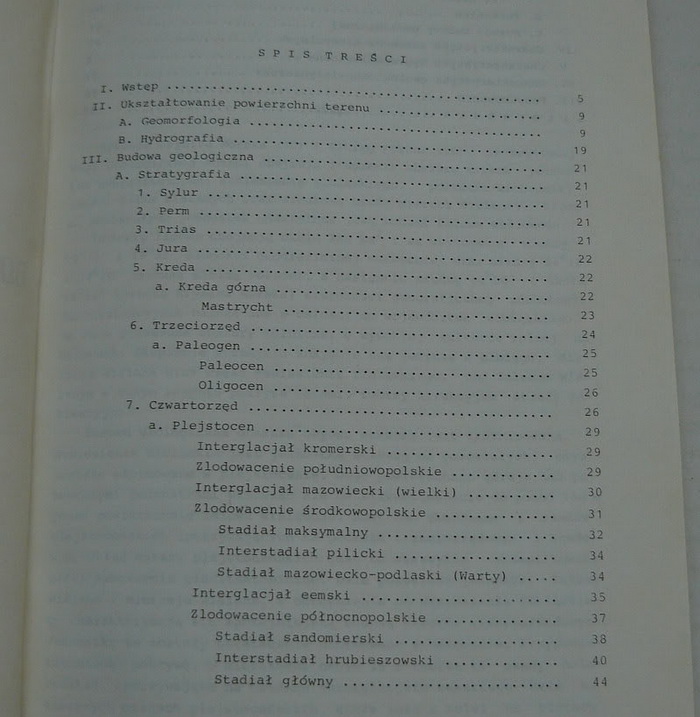 SPIS TREŚCI
I. Wstęp .......................................... 5
II. Ukształtowanie powierzchni terenu .................... 9
A. Geomorfologia .................................... 9
B. Hydrografia ...................................... 19
III. Budowa geologiczna ................................. 21
A. Stratygrafia ...................................... 21
1. Sylur .......................................... 21
2. Perm ........................................... 21
3. Trias .......................................... 21
4. Jura ........................................... 22
5. Kreda .......................................... 22
a. Kreda górna .................................. 22
Mastrycht .................................. 23
6. Trzeciorzęd .................................... 24
a. Paleogen ..................................... 25
Paleocen ................................... 25
Oligocen ................................... 26
7. Czwartorzęd .................................... 26
a. Plejstocen ................................... 29
Interglacjał kromerski ..................... 29
Zlodowacenie południowopolskie ............. 29
Interglacjał mazowiecki (wielki) ........... 30
Zlodowacenie środkowopolskie ............... 31
Stadiał maksymalny ....................... 32
Interstadiał pilicki ..................... 34
Stadiał mazowiecko-podlaski (Warty) ..... 34
Interglacjał eemski ........................ 35
Zlodowacenie północnopolskie ............... 37
Stadiał sandomierski ..................... 38
Interstadiał hrubieszowski ............... 40
Stadiał główny ........................... 44